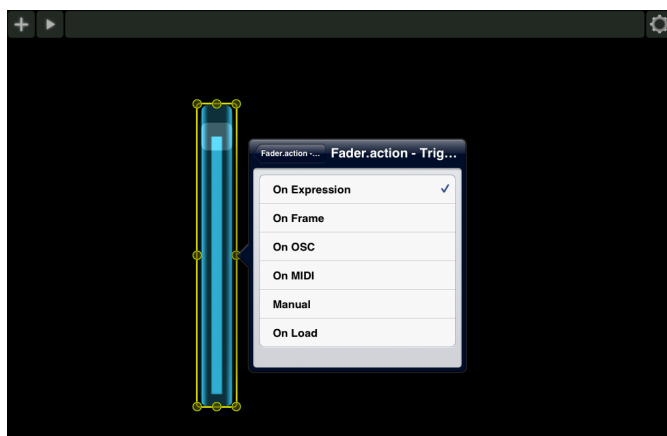 Fader.action -... Fader.action - Trig...
On Expression
On Frame
On OSC
On MIDI
Manual
On Load